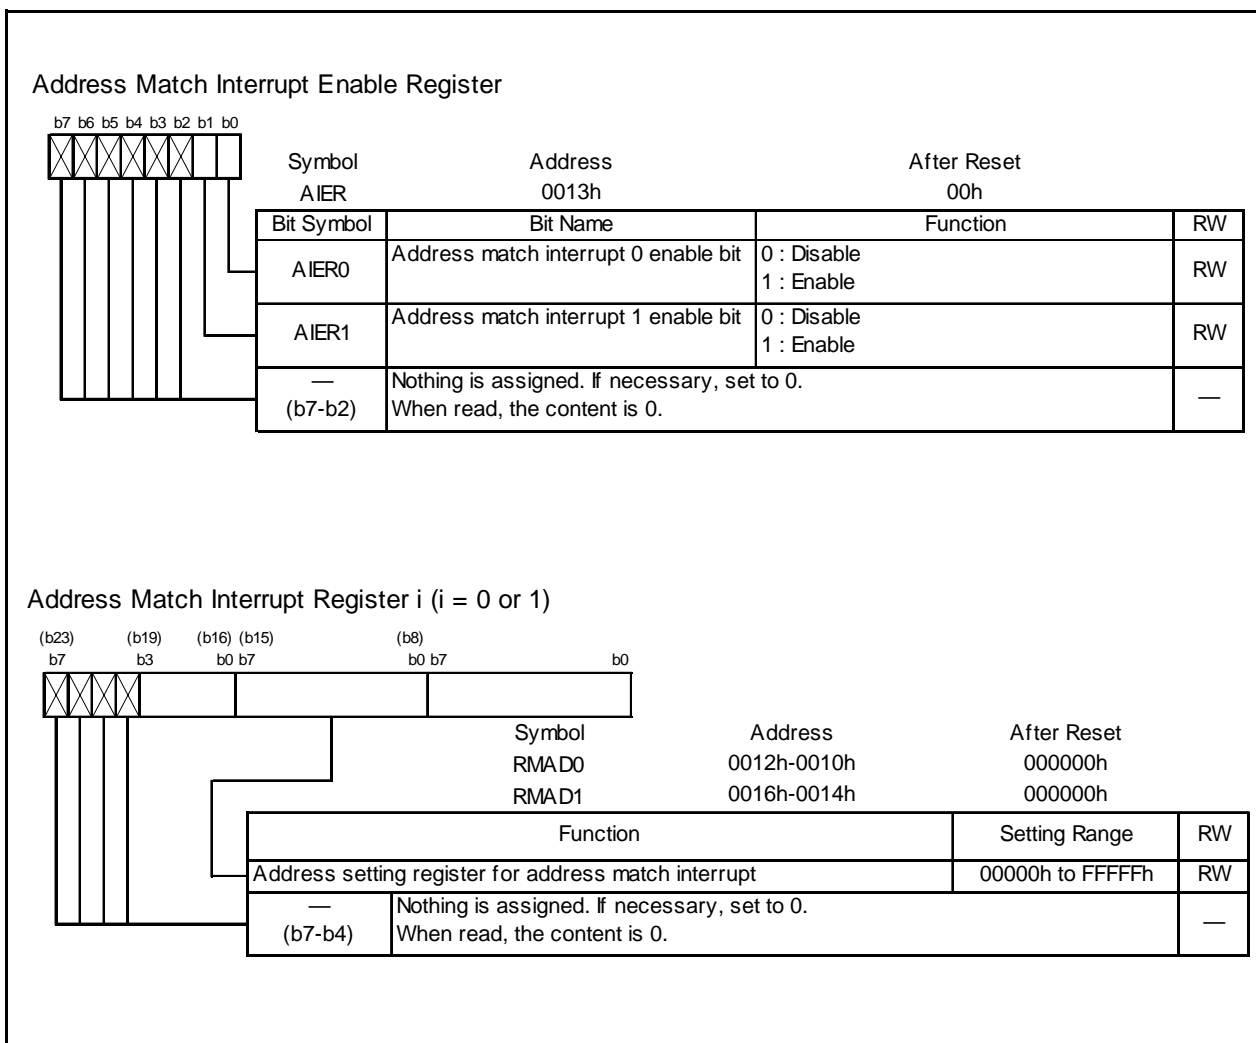 Address Match Interrupt Enable Register
b7 b6 b5 b4 b3 b2 b1 b0
Symbol Address After Reset
AIER 0013h 00h
Bit Symbol Bit Name Function RW
AIER0 Address match interrupt 0 enable bit 0 : Disable RW
1 : Enable
AIER1 Address match interrupt 1 enable bit 0 : Disable RW
1 : Enable
— Nothing is assigned. If necessary, set to 0. —
(b7-b2) When read, the content is 0.
Address Match Interrupt Register i (i = 0 or 1)
(b23) (b19) (b16) (b15) (b8)
b7 b3 b0 b7 b0 b7 b0
Symbol Address After Reset
RMAD0 0012h-0010h 000000h
RMAD1 0016h-0014h 000000h
Function Setting Range RW
Address setting register for address match interrupt 00000h to FFFFFh RW
— Nothing is assigned. If necessary, set to 0. —
(b7-b4) When read, the content is 0.